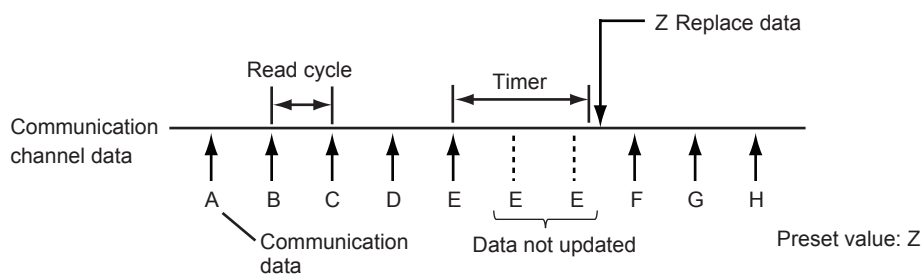 Z Replace data
Read cycle
Timer
Communication
channel data
A B C D E E E F G H
Communication
data
Data not updated
Preset value: Z